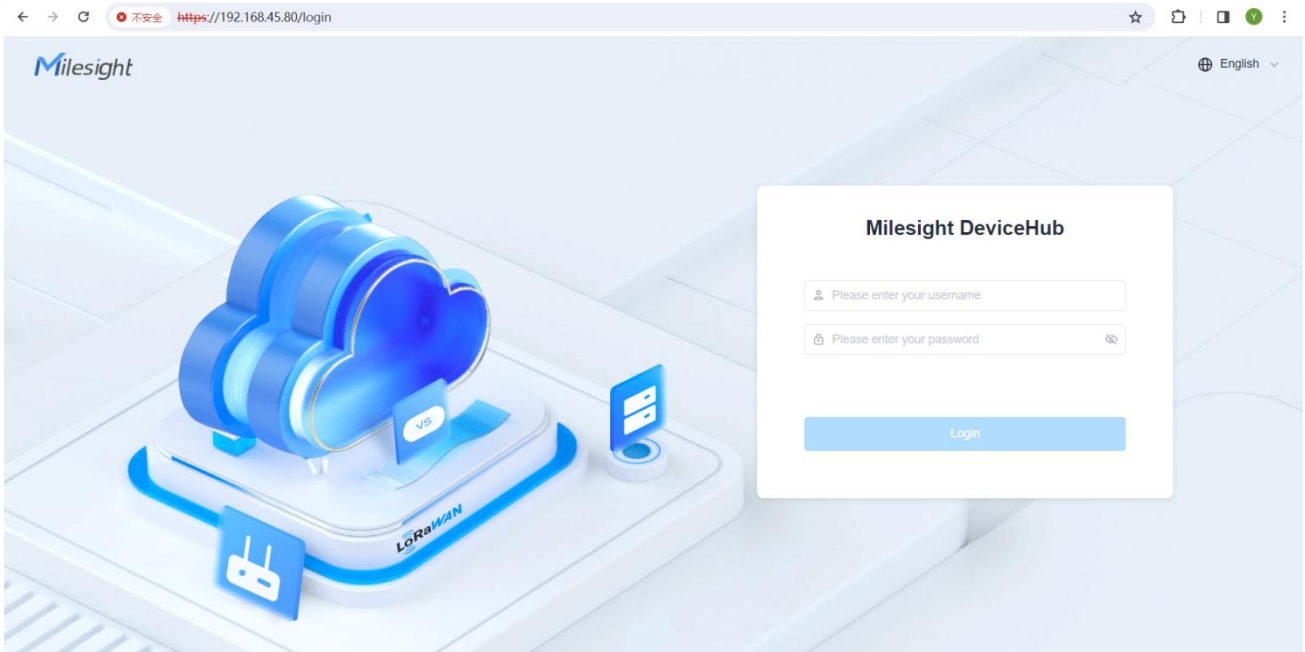 不安全 https://192.168.45.80/login
Y
Milesight
English
Milesight DeviceHub
Please enter your username
Please enter your password
Login
VS
LoRaWAN